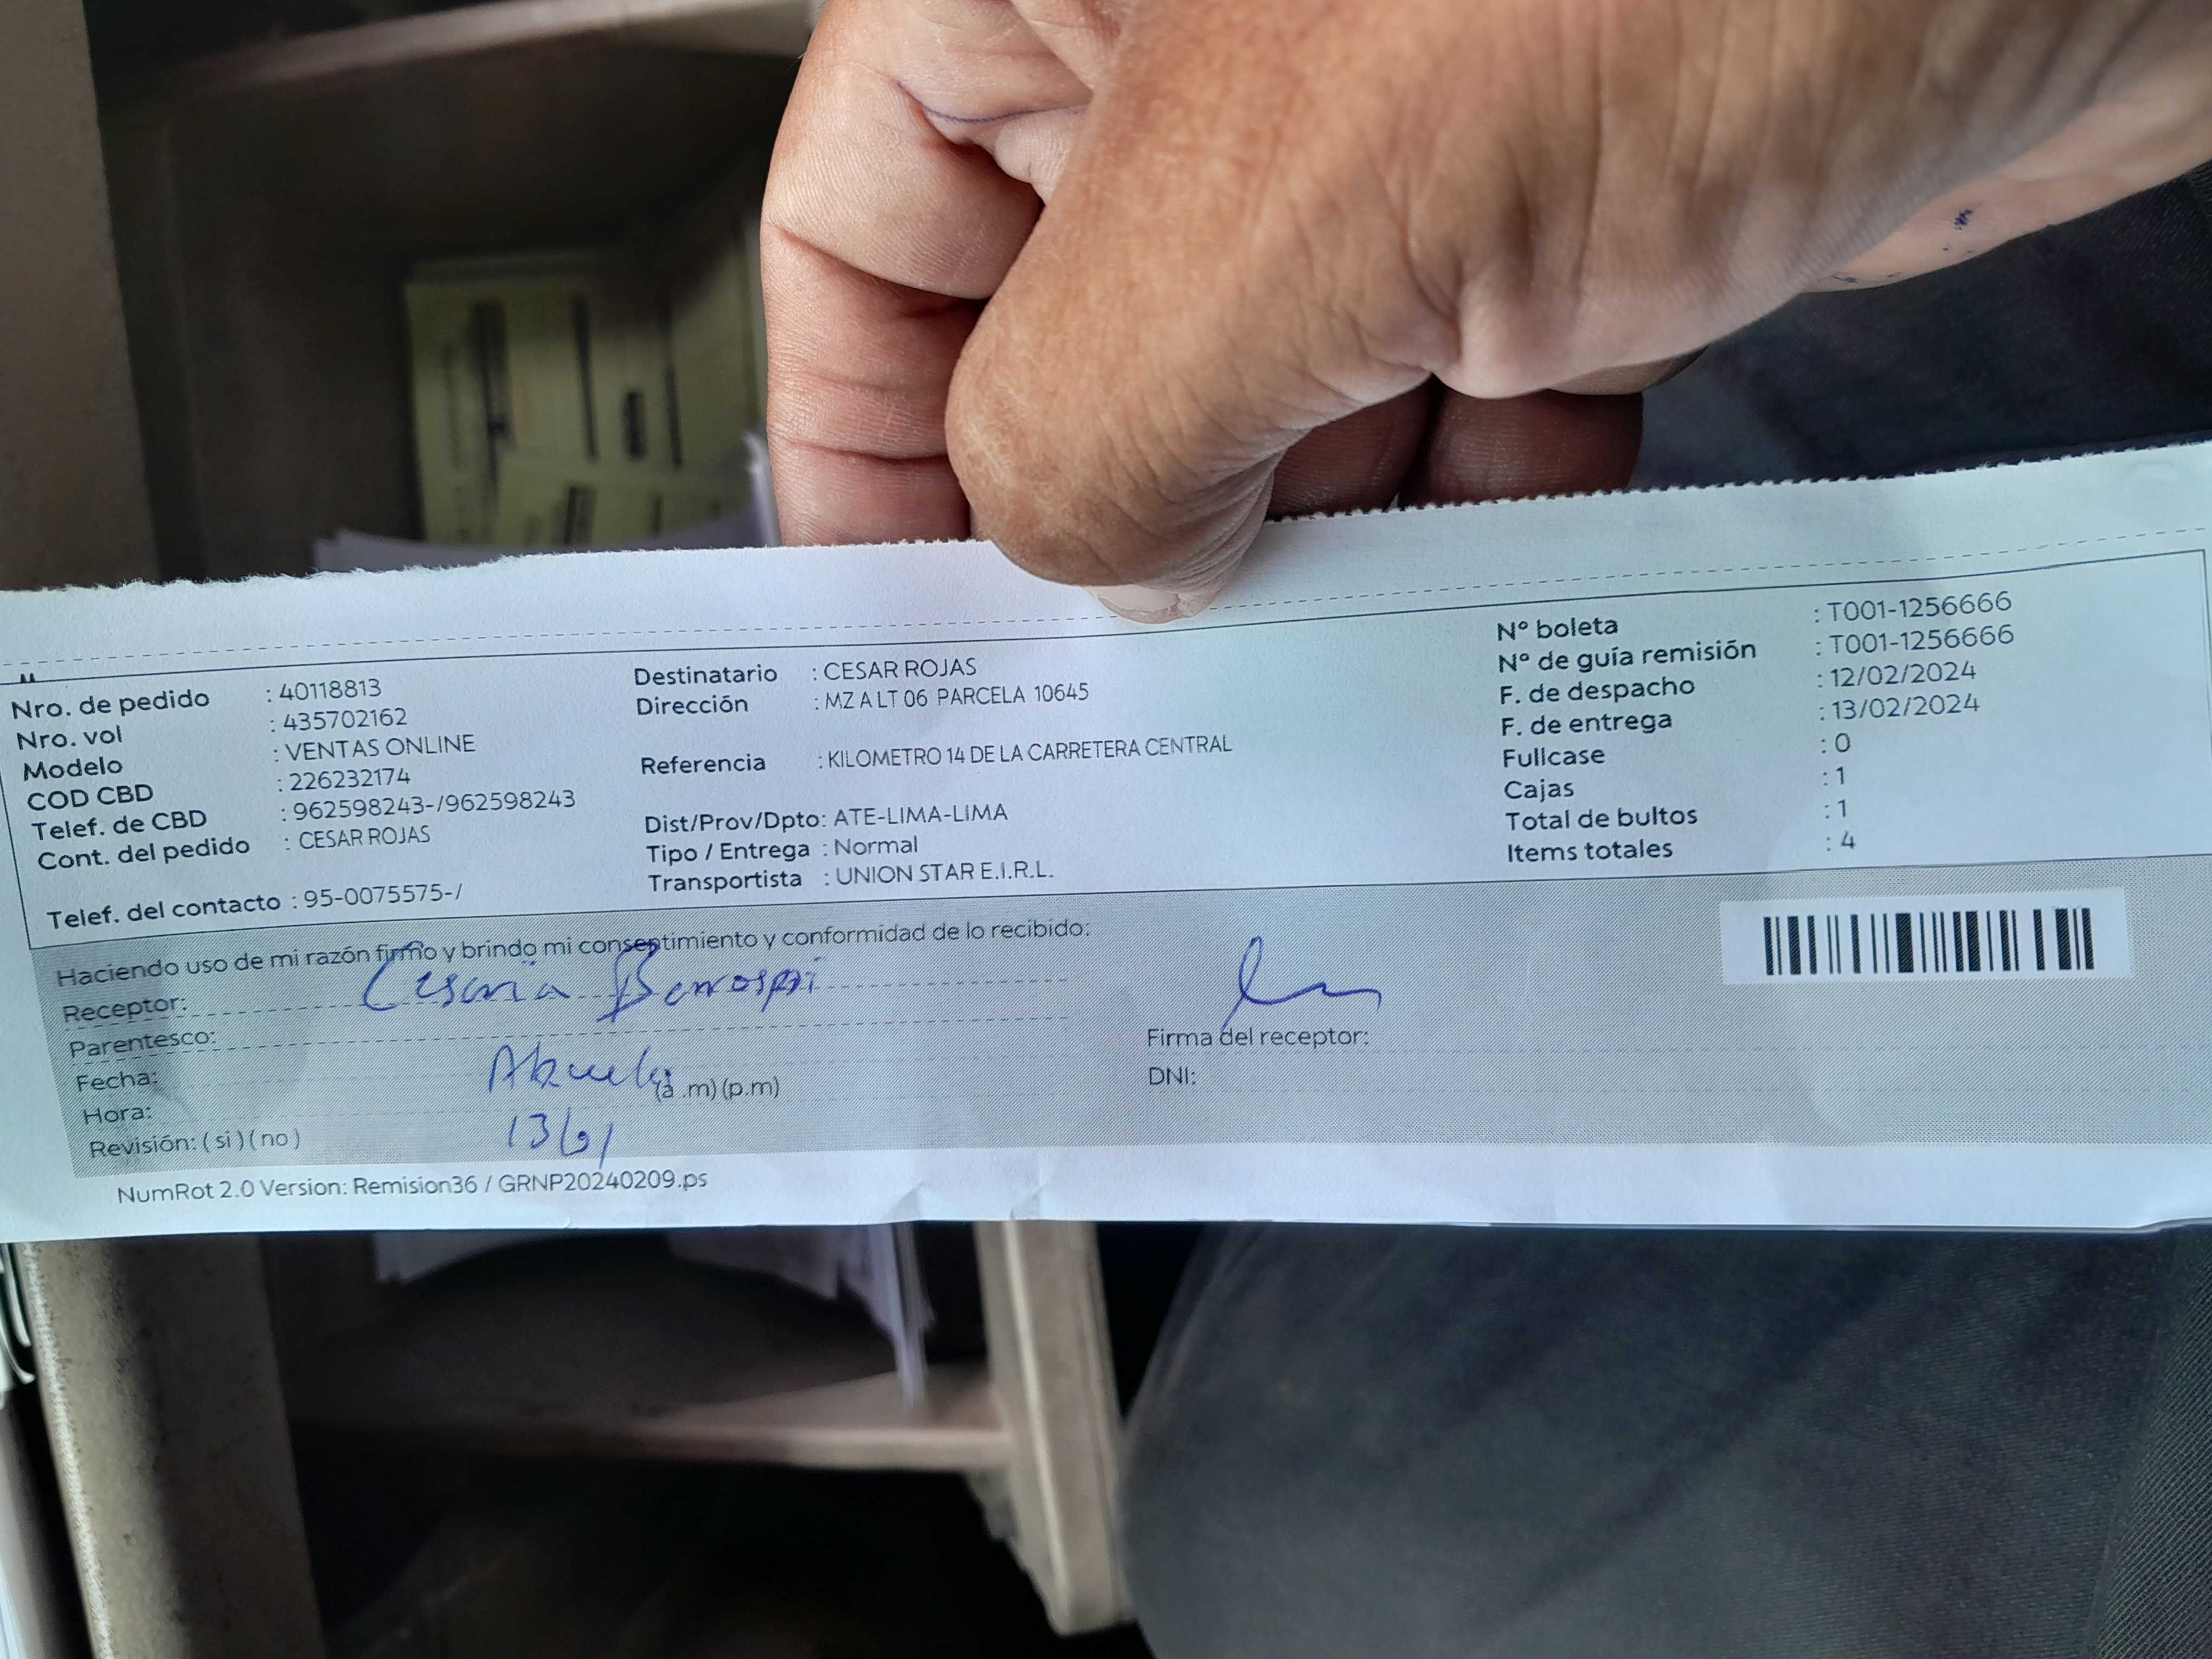 Nro. de pedido : 40118813
Nro. vol : 435702162
Modelo : VENTAS ONLINE
COD CBD : 226232174
Telef. de CBD : 962598243-/962598243
Cont. del pedido : CESAR ROJAS
Telef. del contacto : 95-0075575-/
Destinatario : CESAR ROJAS
Dirección : MZ A LT 06 PARCELA 10645
Referencia : KILOMETRO 14 DE LA CARRETERA CENTRAL
Dist/Prov/Dpto: ATE-LIMA-LIMA
Tipo / Entrega : Normal
Transportista : UNION STAR E.I.R.L.
Nº boleta : T001-1256666
Nº de guía remisión : T001-1256666
F. de despacho : 12/02/2024
F. de entrega : 13/02/2024
Fullcase : 0
Cajas : 1
Total de bultos : 1
Items totales : 4
Haciendo uso de mi razón firmo y brindo mi consentimiento y conformidad de lo recibido:
Receptor:
Parentesco:
Abuela
Fecha:
Hora: (a .m) (p.m)
Revisión: ( si ) ( no )
Firma del receptor:
DNI:
NumRot 2.0 Version: Remision36 / GRNP20240209.ps